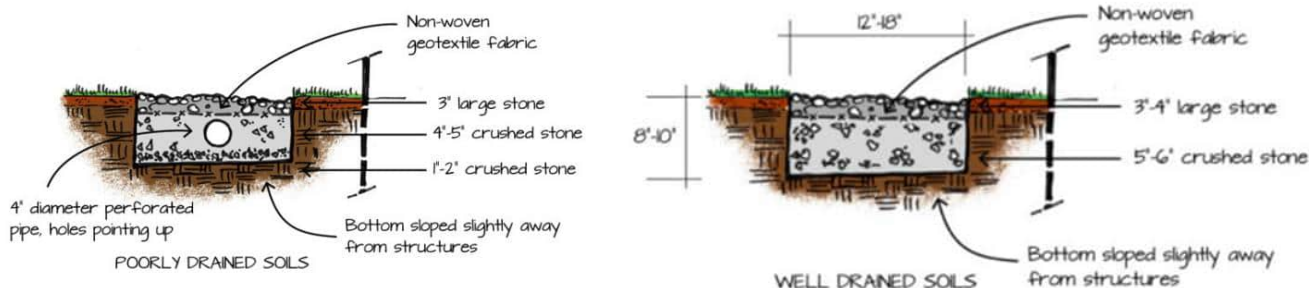 Non-woven
geotextile fabric
3" large stone
4"-5" crushed stone
1"-2" crushed stone
4" diameter perforated
pipe, holes pointing up
Bottom sloped slightly away
from structures
POORLY DRAINED SOILS
12"-18"
Non-woven
geotextile fabric
8"-10"
3"-4" large stone
5"-6" crushed stone
Bottom sloped slightly away
from structures
WELL DRAINED SOILS